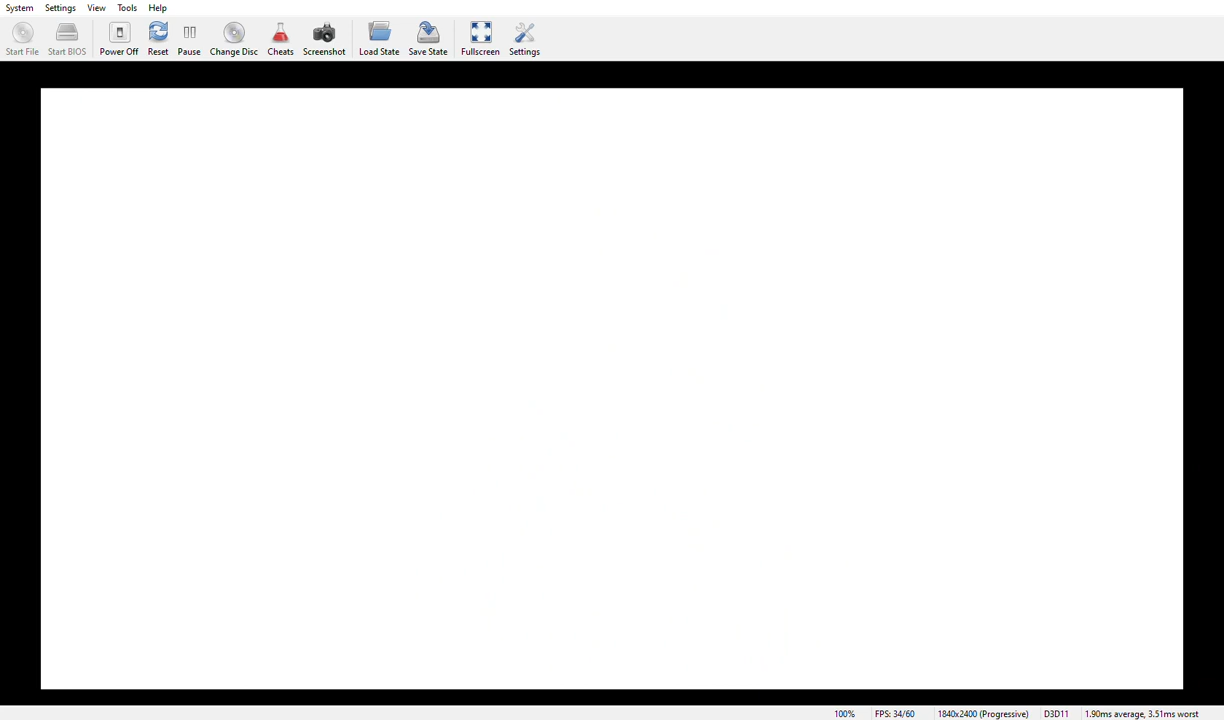 System Settings View Tools Help
Start File Start BIOS Power Off Reset Pause Change Disc Cheats Screenshot Load State Save State Fullscreen Settings
100% FPS: 34/60 1840x2400 (Progressive) D3D11 1.90ms average, 3.51ms worst